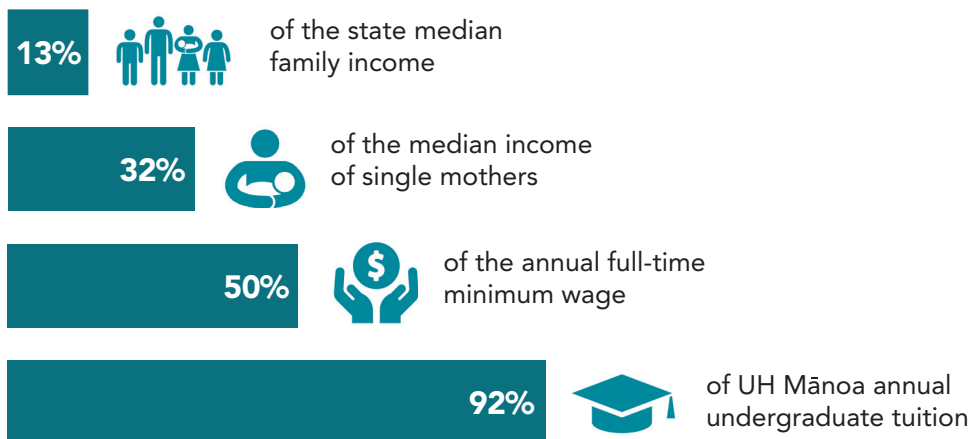 13%
of the state median
family income
32%
of the median income
of single mothers
50%
$
of the annual full-time
minimum wage
92%
of UH Mānoa annual
undergraduate tuition